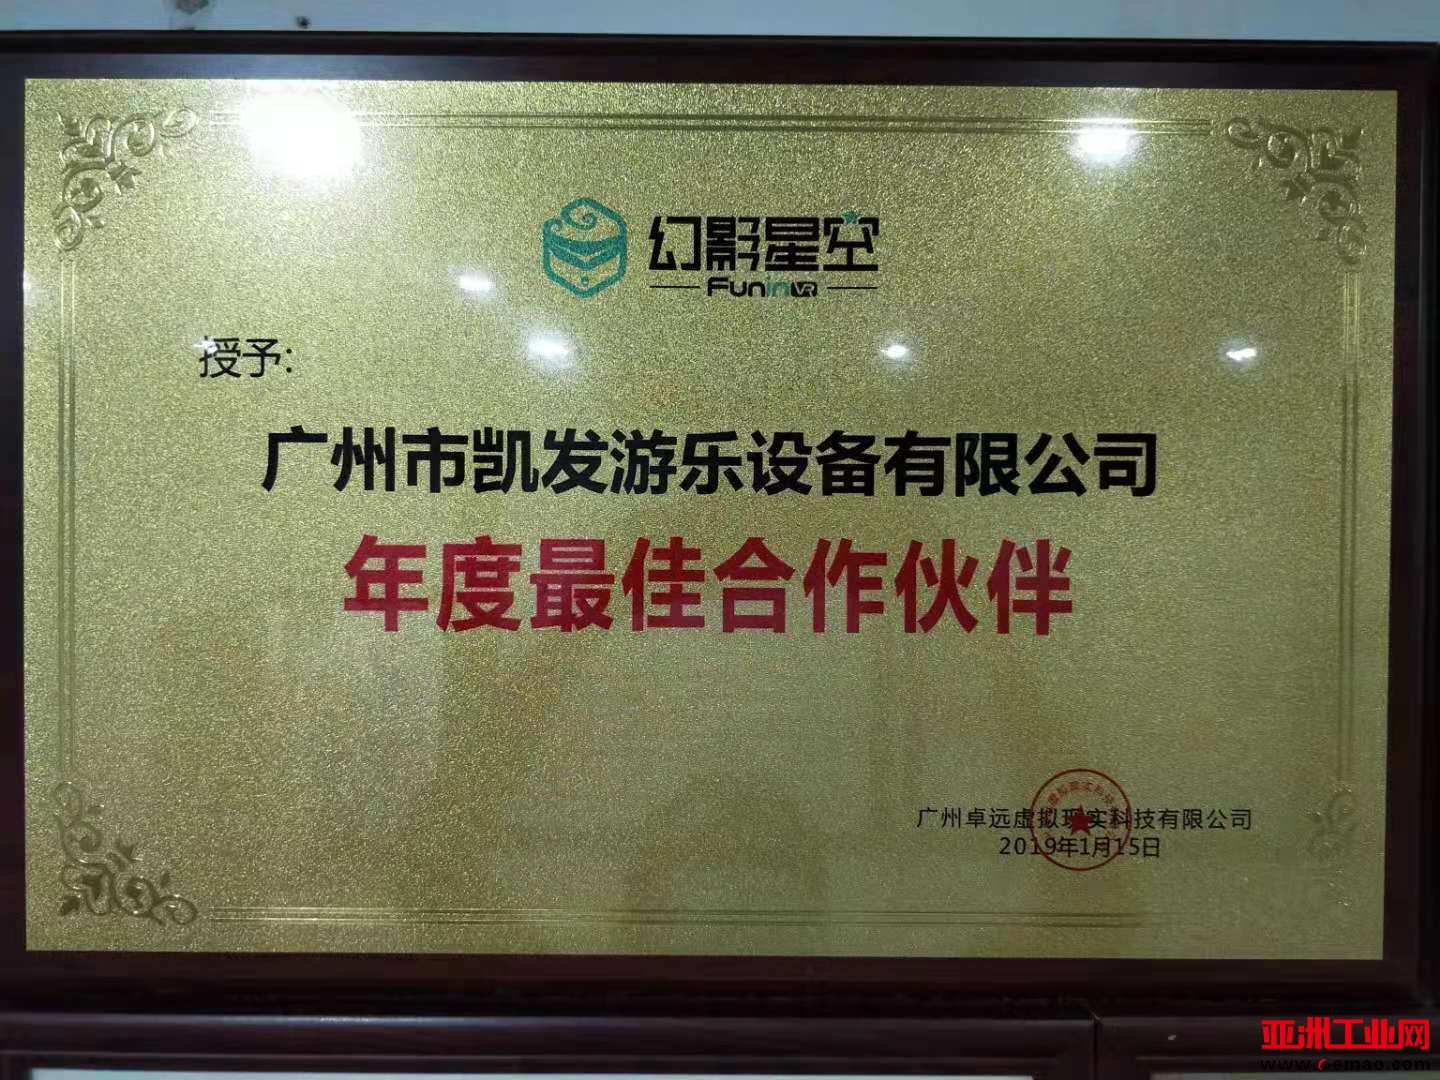 幻影星空
FuninVR
授予:
广州市凯发游乐设备有限公司
年度最佳合作伙伴
广州卓远虚拟现实科技有限公司
2019年1月15日
亚洲工业网